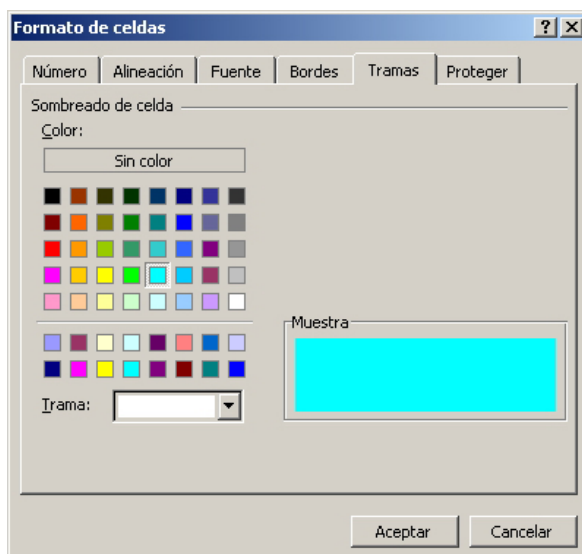 Formato de celdas
Número Alineación Fuente Bordes Tramas Proteger
Sombreado de celda
Color:
Sin color
Muestra
Trama:
Aceptar Cancelar